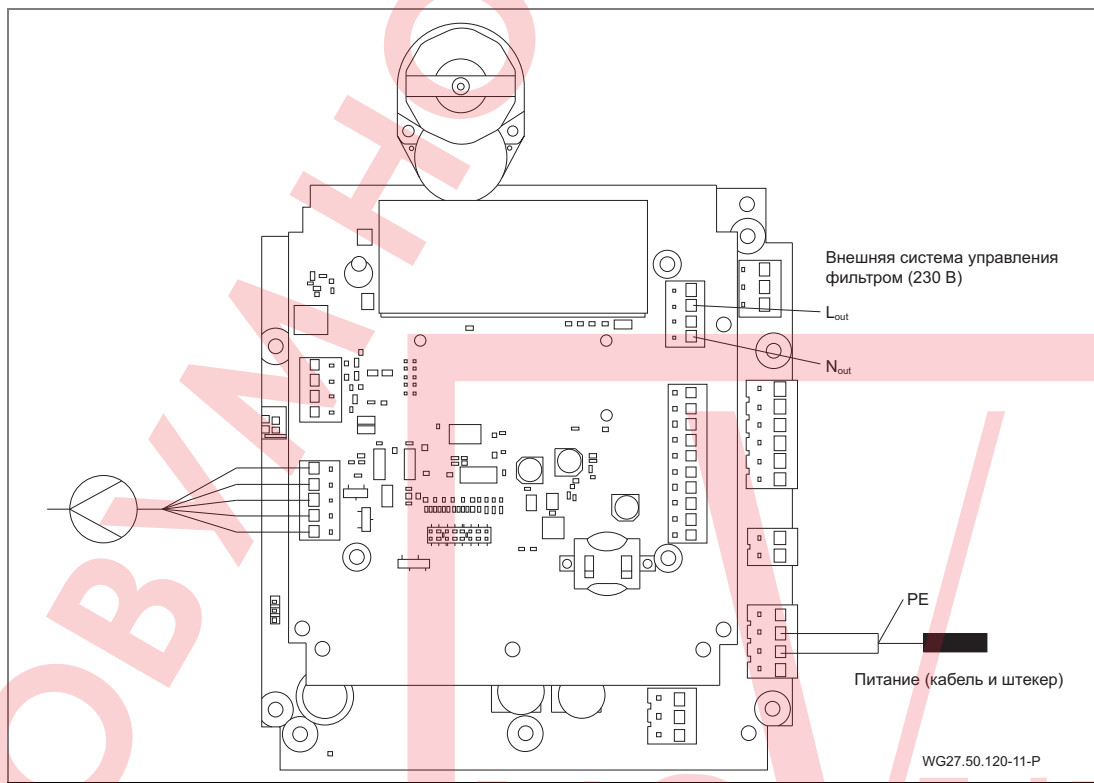 Внешняя система управления
фильтром (230 В)
Lout
Nout
PE
Питание (кабель и штекер)
WG27.50.120-11-P